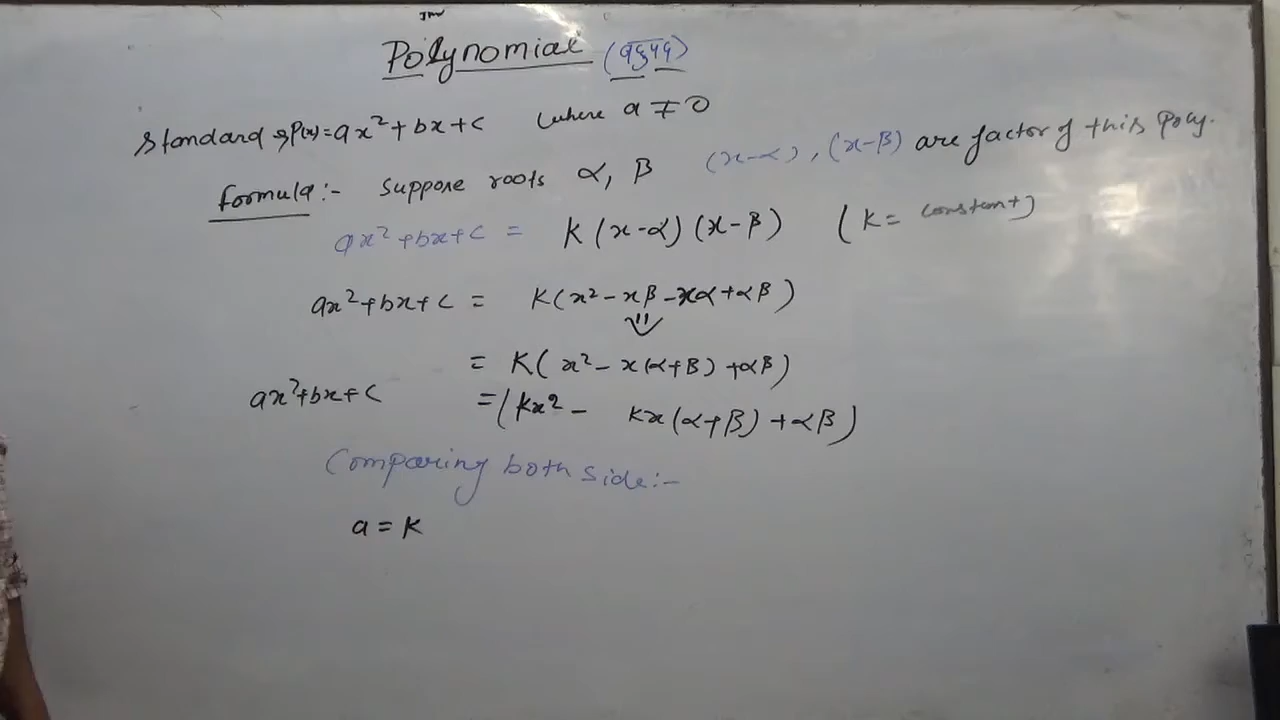 Polynomial (बहुपद)
Standard → P(x) = ax² + bx + c where a ≠ 0
Formula :- Suppose roots α, β (x-α), (x-β) are factor of this Poly.
ax² + bx + c = K (x-α) (x-β) (K = constant)
ax² + bx + c = K(x² - xβ - xα + αβ)
= K( x² - x(α+β) + αβ)
ax² + bx + c = (Kx² - Kx(α+β) + αβ)
Comparing both side :-
a = K